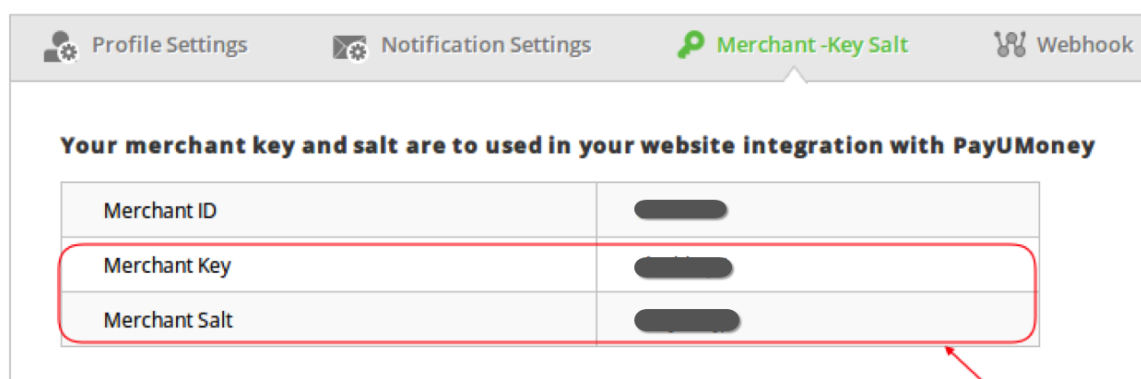 Profile Settings Notification Settings Merchant -Key Salt Webhook
Your merchant key and salt are to used in your website integration with PayUMoney
Merchant ID
Merchant Key
Merchant Salt